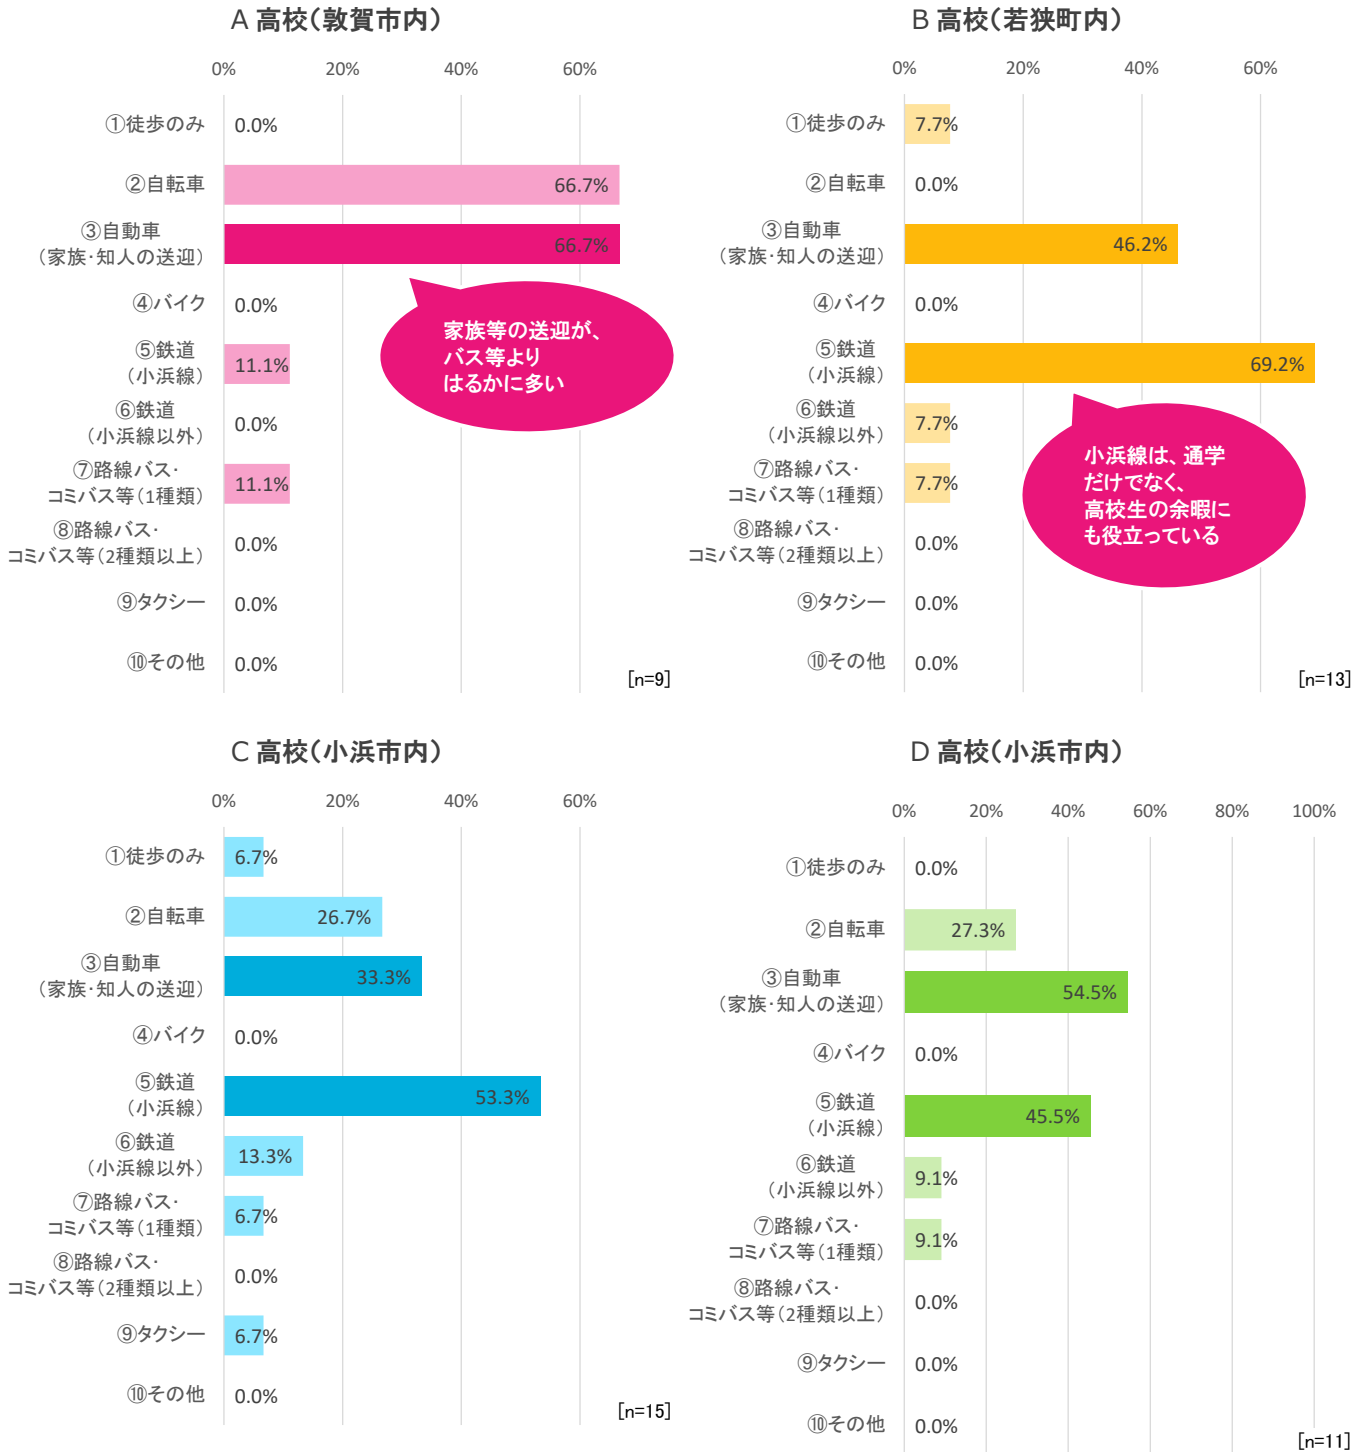 A 高校(敦賀市内)
0%
20%
40%
60%
①徒歩のみ
0.0%
②自転車
66.7%
③自動車
(家族・知人の送迎)
66.7%
④バイク
0.0%
家族等の送迎が、
バス等より
はるかに多い
⑤鉄道
(小浜線)
11.1%
⑥鉄道
(小浜線以外)
0.0%
⑦路線バス・
コミバス等(1種類)
11.1%
⑧路線バス・
コミバス等(2種類以上)
0.0%
⑨タクシー
0.0%
⑩その他
0.0%
[n=9]
B 高校(若狭町内)
0%
20%
40%
60%
①徒歩のみ
7.7%
②自転車
0.0%
③自動車
(家族・知人の送迎)
46.2%
④バイク
0.0%
⑤鉄道
(小浜線)
69.2%
⑥鉄道
(小浜線以外)
7.7%
⑦路線バス・
コミバス等(1種類)
7.7%
小浜線は、通学
だけでなく、
高校生の余暇に
も役立っている
⑧路線バス・
コミバス等(2種類以上)
0.0%
⑨タクシー
0.0%
⑩その他
0.0%
[n=13]
C 高校(小浜市内)
0%
20%
40%
60%
①徒歩のみ
6.7%
②自転車
26.7%
③自動車
(家族・知人の送迎)
33.3%
④バイク
0.0%
⑤鉄道
(小浜線)
53.3%
⑥鉄道
(小浜線以外)
13.3%
⑦路線バス・
コミバス等(1種類)
6.7%
⑧路線バス・
コミバス等(2種類以上)
0.0%
⑨タクシー
6.7%
⑩その他
0.0%
[n=15]
D 高校(小浜市内)
0%
20%
40%
60%
80%
100%
①徒歩のみ
0.0%
②自転車
27.3%
③自動車
(家族・知人の送迎)
54.5%
④バイク
0.0%
⑤鉄道
(小浜線)
45.5%
⑥鉄道
(小浜線以外)
9.1%
⑦路線バス・
コミバス等(1種類)
9.1%
⑧路線バス・
コミバス等(2種類以上)
0.0%
⑨タクシー
0.0%
⑩その他
0.0%
[n=11]